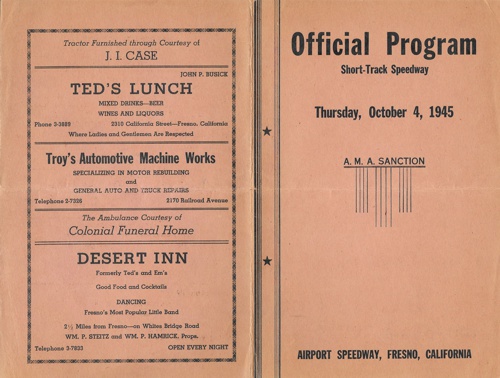 Tractor Furnished through Courtesy of
J. I. CASE
JOHN P. BUSICK
TED'S LUNCH
MIXED DRINKS—BEER
WINES AND LIQUORS
Phone 3-3889 2310 California Street—Fresno, California
Where Ladies and Gentlemen Are Respected
Troy's Automotive Machine Works
SPECIALIZING IN MOTOR REBUILDING
and
GENERAL AUTO AND TRUCK REPAIRS
Telephone 2-7326 2170 Railroad Avenue
The Ambulance Courtesy of
Colonial Funeral Home
DESERT INN
Formerly Ted's and Em's
Good Food and Cocktails
DANCING
Fresno's Most Popular Little Band
2½ Miles from Fresno—on Whites Bridge Road
WM. P. STEITZ and WM. P. HAMRICK, Props.
Telephone 3-7023 OPEN EVERY NIGHT
Official Program
Short-Track Speedway
Thursday, October 4, 1945
A. M. A. SANCTION
AIRPORT SPEEDWAY, FRESNO, CALIFORNIA